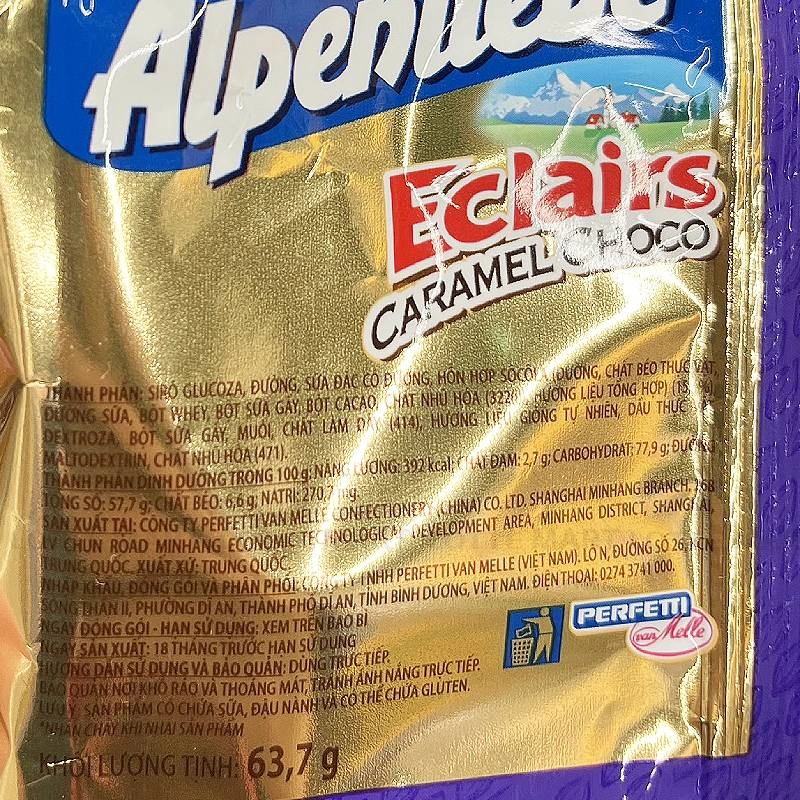 Alpenliebe
Eclairs
CARAMEL CHOCO
THÀNH PHẦN: SIRÔ GLUCOZA, ĐƯỜNG, SỮA ĐẶC CÓ ĐƯỜNG, HỖN HỢP SÔCÔLA (ĐƯỜNG, CHẤT BÉO THỰC VẬT,
ĐƯỜNG SỮA, BỘT WHEY, BỘT SỮA GẦY, BỘT CACAO, CHẤT NHŨ HÓA (322), HƯƠNG LIỆU TỔNG HỢP)
DEXTROZA, BỘT SỮA GẦY, MUỐI, CHẤT LÀM DÀY (414), HƯƠNG LIỆU GIỐNG TỰ NHIÊN, DẦU THỰC VẬT,
MALTODEXTRIN, CHẤT NHŨ HÓA (471).
THÀNH PHẦN DINH DƯỠNG TRONG 100 g: NĂNG LƯỢNG: 392 kcal; CHẤT ĐẠM: 2,7 g; CARBOHYDRAT: 77,9 g; ĐƯỜNG
TỔNG SỐ: 57,7 g; CHẤT BÉO: 6,6 g; NATRI: 270,7 mg.
SẢN XUẤT TẠI: CÔNG TY PERFETTI VAN MELLE CONFECTIONERY (CHINA) CO. LTD, SHANGHAI MINHANG BRANCH, 268
LV CHUN ROAD MINHANG ECONOMIC TECHNOLOGICAL DEVELOPMENT AREA, MINHANG DISTRICT, SHANGHAI,
TRUNG QUỐC. XUẤT XỨ: TRUNG QUỐC
NHẬP KHẨU, ĐÓNG GÓI VÀ PHÂN PHỐI: CÔNG TY TNHH PERFETTI VAN MELLE (VIỆT NAM). LÔ N, ĐƯỜNG SỐ 26, KCN
SÓNG THẦN II, PHƯỜNG DĨ AN, THÀNH PHỐ DĨ AN, TỈNH BÌNH DƯƠNG, VIỆT NAM. ĐIỆN THOẠI: 0274 3741 000.
NGÀY ĐÓNG GÓI - HẠN SỬ DỤNG: XEM TRÊN BAO BÌ
NGÀY SẢN XUẤT: 18 THÁNG TRƯỚC HẠN SỬ DỤNG
HƯỚNG DẪN SỬ DỤNG VÀ BẢO QUẢN: DÙNG TRỰC TIẾP.
BẢO QUẢN NƠI KHÔ RÁO VÀ THOÁNG MÁT, TRÁNH ÁNH NẮNG TRỰC TIẾP.
LƯU Ý: SẢN PHẨM CÓ CHỨA SỮA, ĐẬU NÀNH VÀ CÓ THỂ CHỨA GLUTEN.
*NHÂN CHẢY KHI NHAI SẢN PHẨM
PERFETTI
van Melle
KHỐI LƯỢNG TỊNH: 63,7 g